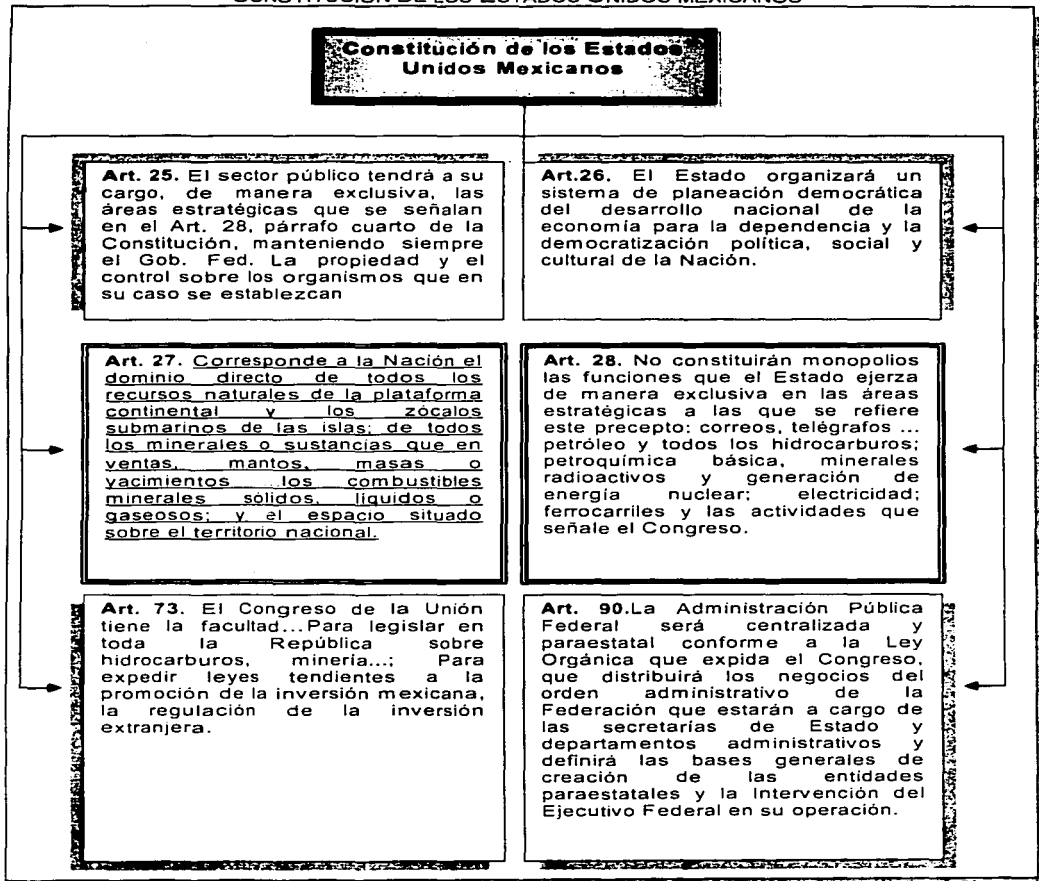 CONSTITUCIÓN DE LOS ESTADOS UNIDOS MEXICANOS
Constitución de los Estados
Unidos Mexicanos
Art. 25. El sector público tendrá a su
cargo, de manera exclusiva, las
áreas estratégicas que se señalan
en el Art. 28, párrafo cuarto de la
Constitución, manteniendo siempre
el Gob. Fed. La propiedad y el
control sobre los organismos que en
su caso se establezcan
Art.26. El Estado organizará un
sistema de planeación democrática
del desarrollo nacional de la
economía para la dependencia y la
democratización política, social y
cultural de la Nación.
Art. 27. Corresponde a la Nación el
dominio directo de todos los
recursos naturales de la plataforma
continental y los zócalos
submarinos de las islas; de todos
los minerales o sustancias que en
ventas, mantos, masas o
yacimientos los combustibles
minerales sólidos, líquidos o
gaseosos; y el espacio situado
sobre el territorio nacional.
Art. 28. No constituirán monopolios
las funciones que el Estado ejerza
de manera exclusiva en las áreas
estratégicas a las que se refiere
este precepto: correos, telégrafos ...
petróleo y todos los hidrocarburos;
petroquímica básica, minerales
radioactivos y generación de
energía nuclear; electricidad;
ferrocarriles y las actividades que
señale el Congreso.
Art. 73. El Congreso de la Unión
tiene la facultad...Para legislar en
toda la República sobre
hidrocarburos, minería...; Para
expedir leyes tendientes a la
promoción de la inversión mexicana,
la regulación de la inversión
extranjera.
Art. 90.La Administración Pública
Federal será centralizada y
paraestatal conforme a la Ley
Orgánica que expida el Congreso,
que distribuirá los negocios del
orden administrativo de la
Federación que estarán a cargo de
las secretarías de Estado y
departamentos administrativos y
definirá las bases generales de
creación de las entidades
paraestatales y la Intervención del
Ejecutivo Federal en su operación.